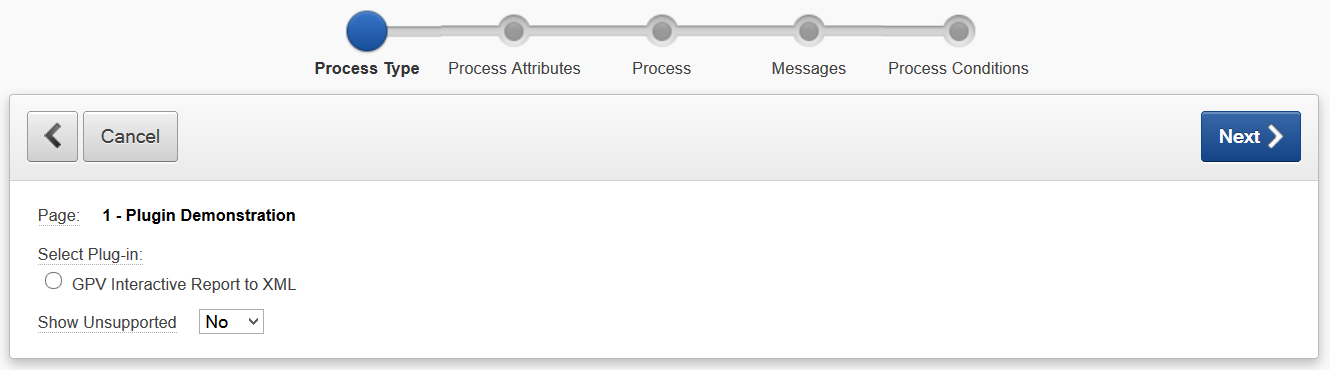 Process Type Process Attributes Process Messages Process Conditions
Cancel Next
Page: 1 - Plugin Demonstration
Select Plug-in:
GPV Interactive Report to XML
Show Unsupported No